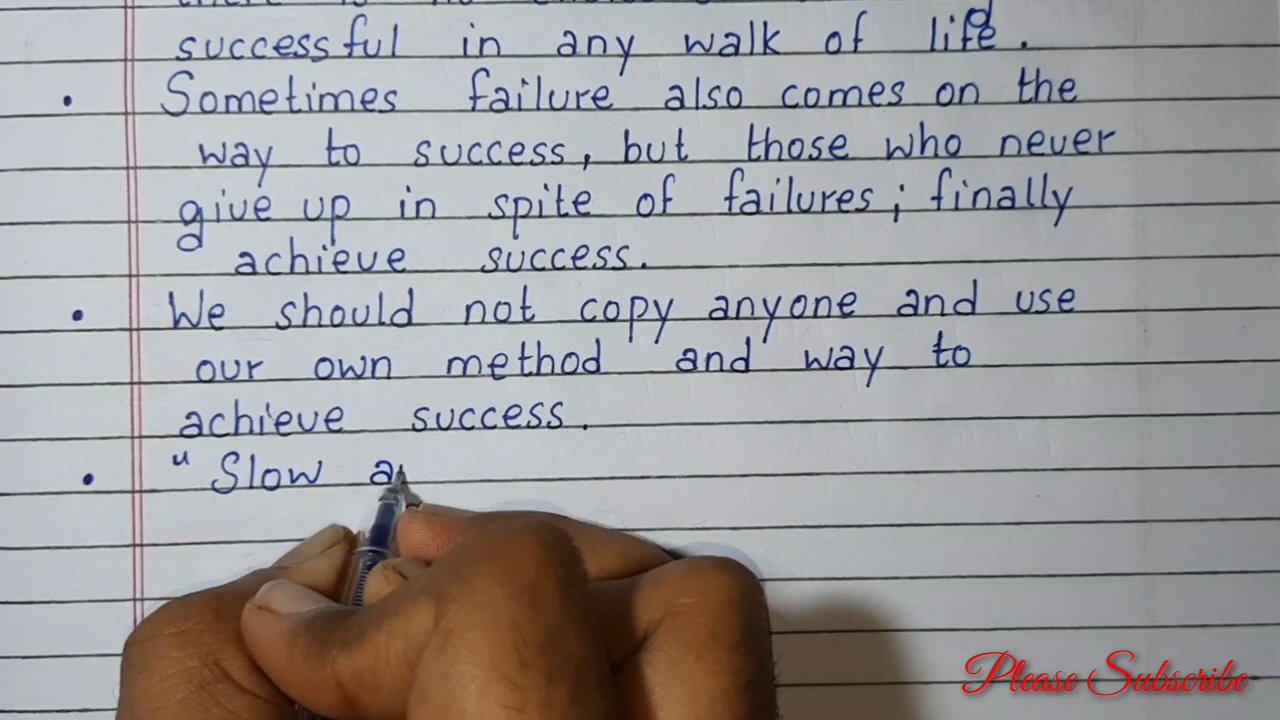 successful in any walk of life.
• Sometimes failure also comes on the
way to success, but those who never
give up in spite of failures; finally
achieve success.
• We should not copy anyone and use
our own method and way to
achieve success.
• " Slow a
Please Subscribe